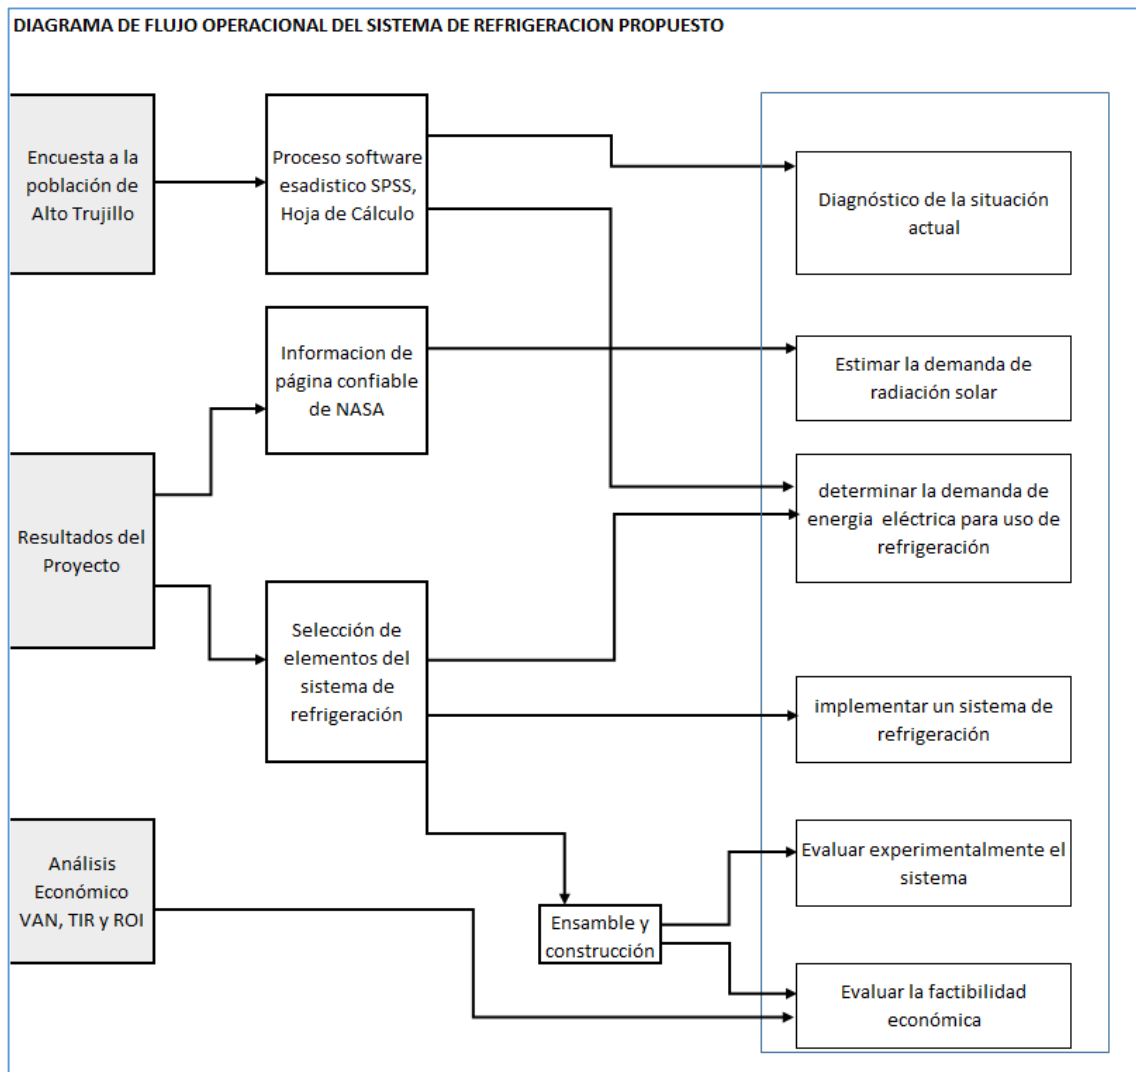 DIAGRAMA DE FLUJO OPERACIONAL DEL SISTEMA DE REFRIGERACION PROPUESTO
Encuesta a la
población de
Alto Trujillo
Proceso software
esadistico SPSS,
Hoja de Cálculo
Diagnóstico de la situación
actual
Informacion de
página confiable
de NASA
Estimar la demanda de
radiación solar
Resultados del
Proyecto
determinar la demanda de
energia eléctrica para uso de
refrigeración
Selección de
elementos del
sistema de
refrigeración
implementar un sistema de
refrigeración
Análisis
Económico
VAN, TIR y ROI
Ensamble y
construcción
Evaluar experimentalmente el
sistema
Evaluar la factibilidad
económica